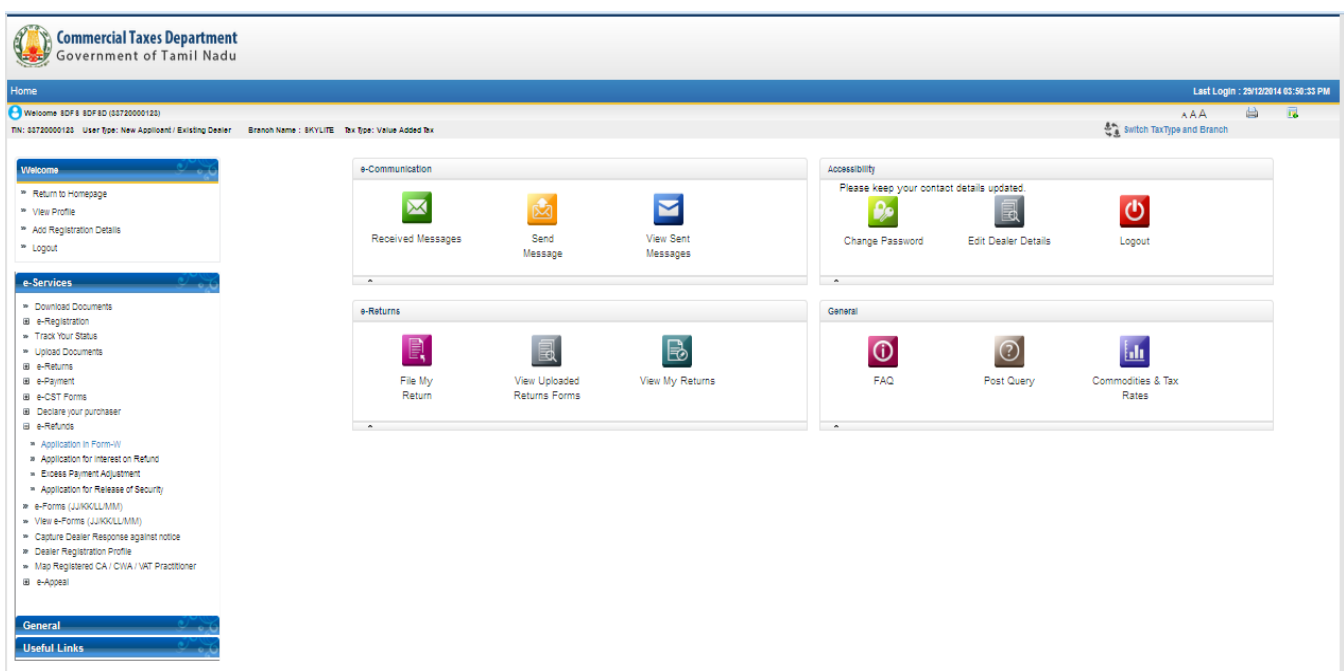 Commercial Taxes Department
Government of Tamil Nadu
Home
Last Login : 29/12/2014 03:50:33 PM
Welcome SDFS SDFSD (33720000123)
A A A
TIN: 33720000123 User Type: New Applicant / Existing Dealer Branch Name : SKYLITE Tax Type: Value Added Tax
Switch TaxType and Branch
Welcome
Return to Homepage
View Profile
Add Registration Details
Logout
e-Services
Download Documents
e-Registration
Track Your Status
Upload Documents
e-Returns
e-Payment
e-CST Forms
Declare your purchaser
e-Refunds
Application in Form-W
Application for Interest on Refund
Excess Payment Adjustment
Application for Release of Security
e-Forms (JJ/KK/LL/MM)
View e-Forms (JJ/KK/LL/MM)
Capture Dealer Response against notice
Dealer Registration Profile
Map Registered CA / CWA / VAT Practitioner
e-Appeal
General
Useful Links
e-Communication
Received Messages
Send
Message
View Sent
Messages
Accessibility
Please keep your contact details updated.
Change Password
Edit Dealer Details
Logout
e-Returns
File My
Return
View Uploaded
Returns Forms
View My Returns
General
FAQ
Post Query
Commodities & Tax
Rates